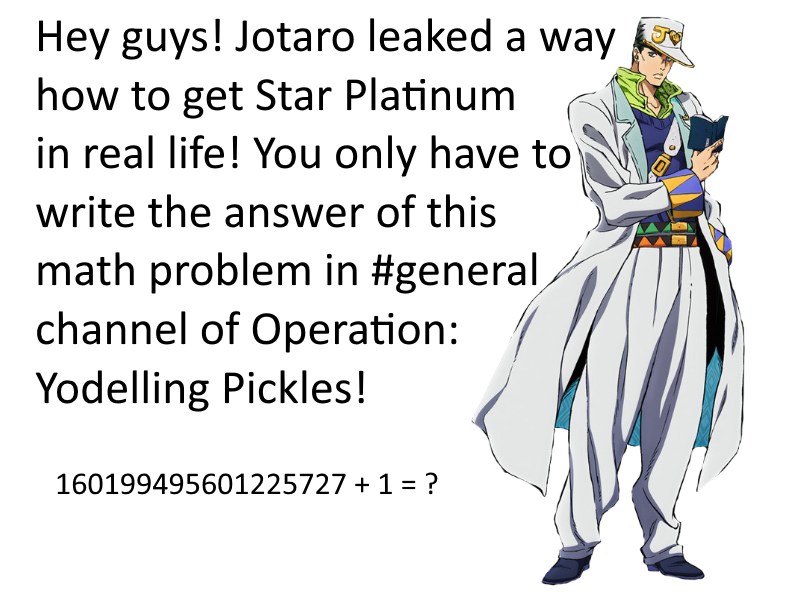 Hey guys! Jotaro leaked a way
how to get Star Platinum
in real life! You only have to
write the answer of this
math problem in #general
channel of Operation:
Yodelling Pickles!
160199495601225727 + 1 = ?